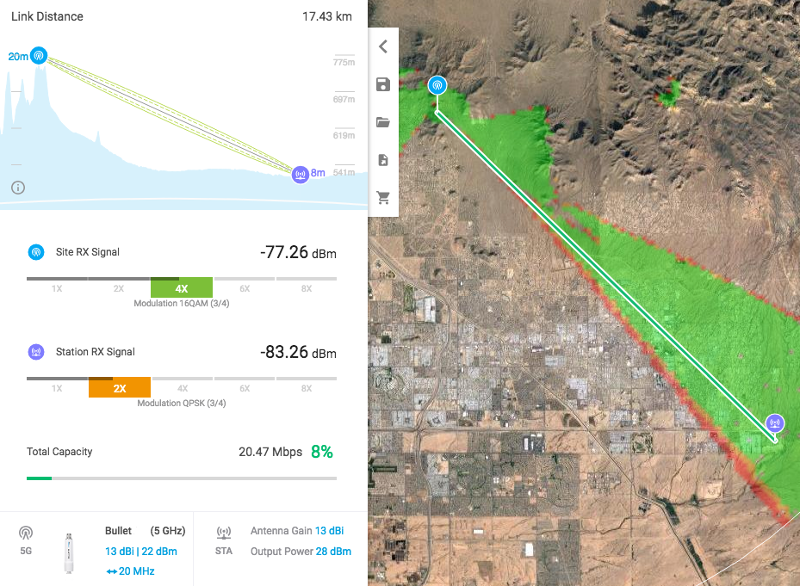 Link Distance 17.43 km
20m
775m
697m
619m
8m 541m
Site RX Signal -77.26 dBm
1X 2X 4X 6X 8X
Modulation 16QAM (3/4)
Station RX Signal -83.26 dBm
1X 2X 4X 6X 8X
Modulation QPSK (3/4)
Total Capacity 20.47 Mbps 8%
5G
Bullet (5 GHz)
13 dBi | 22 dBm
↔ 20 MHz
STA
Antenna Gain 13 dBi
Output Power 28 dBm